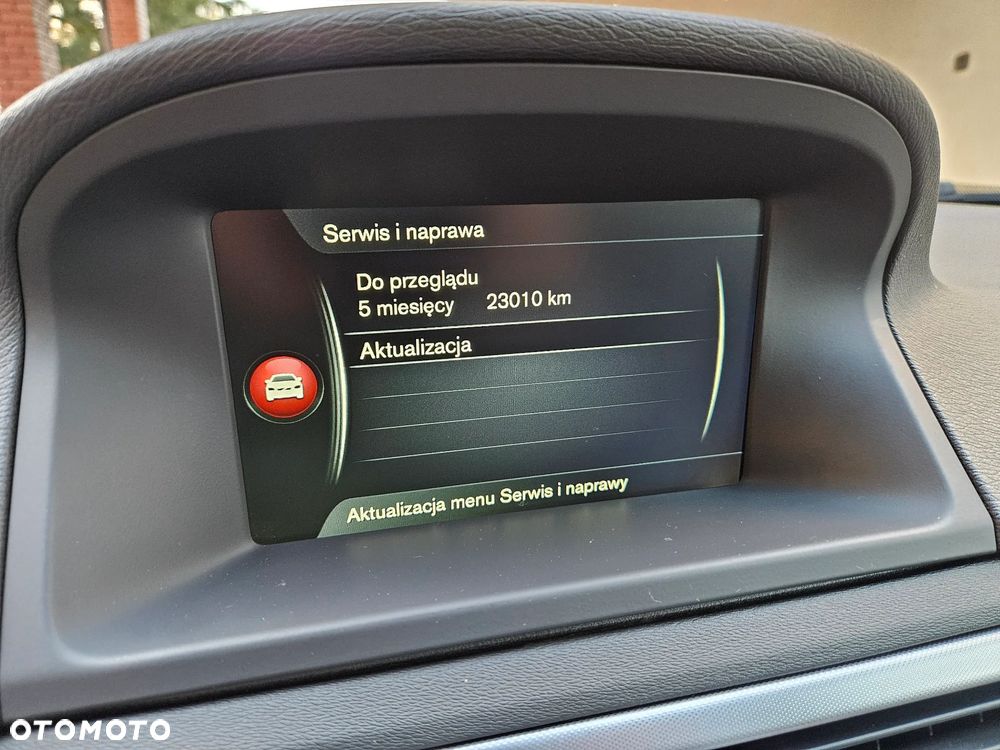 Serwis i naprawa
Do przeglądu
5 miesięcy 23010 km
Aktualizacja
Aktualizacja menu Serwis i naprawy
OTOMOTO